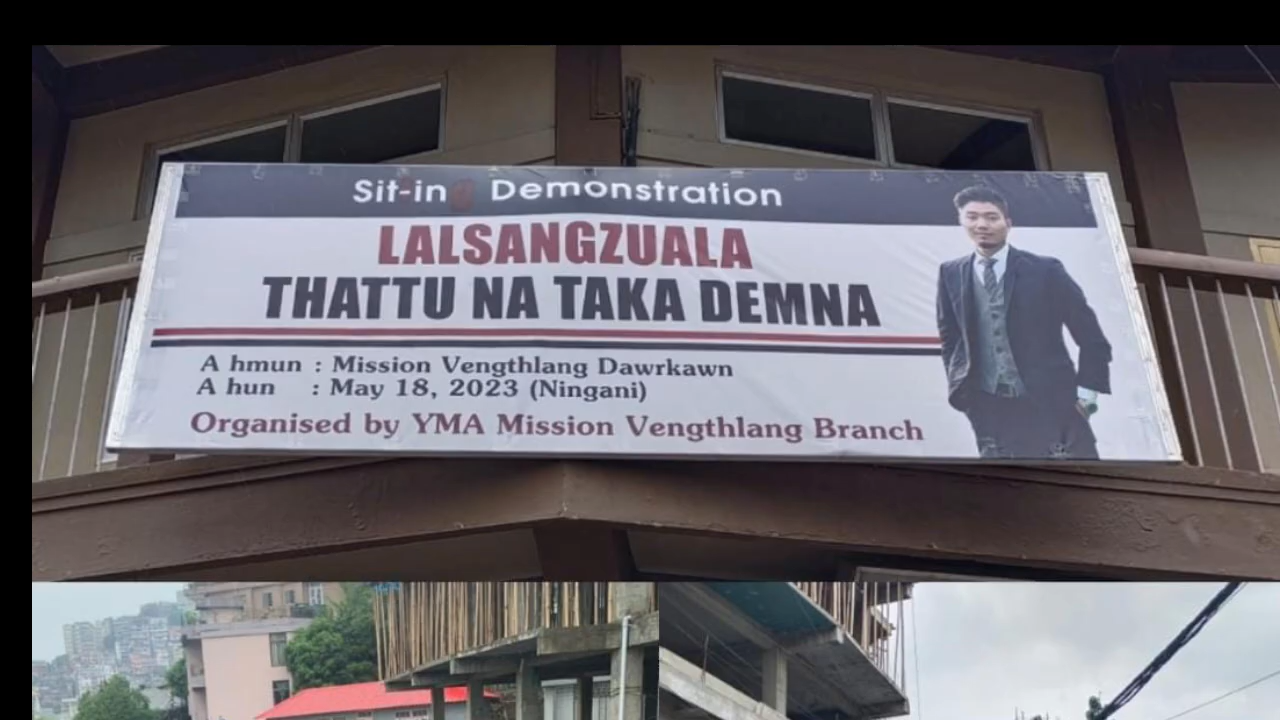 Sit-in Demonstration
LALSANGZUALA
THATTU NA TAKA DEMNA
A hmun : Mission Vengthlang Dawrkawn
A hun : May 18, 2023 (Ningani)
Organised by YMA Mission Vengthlang Branch